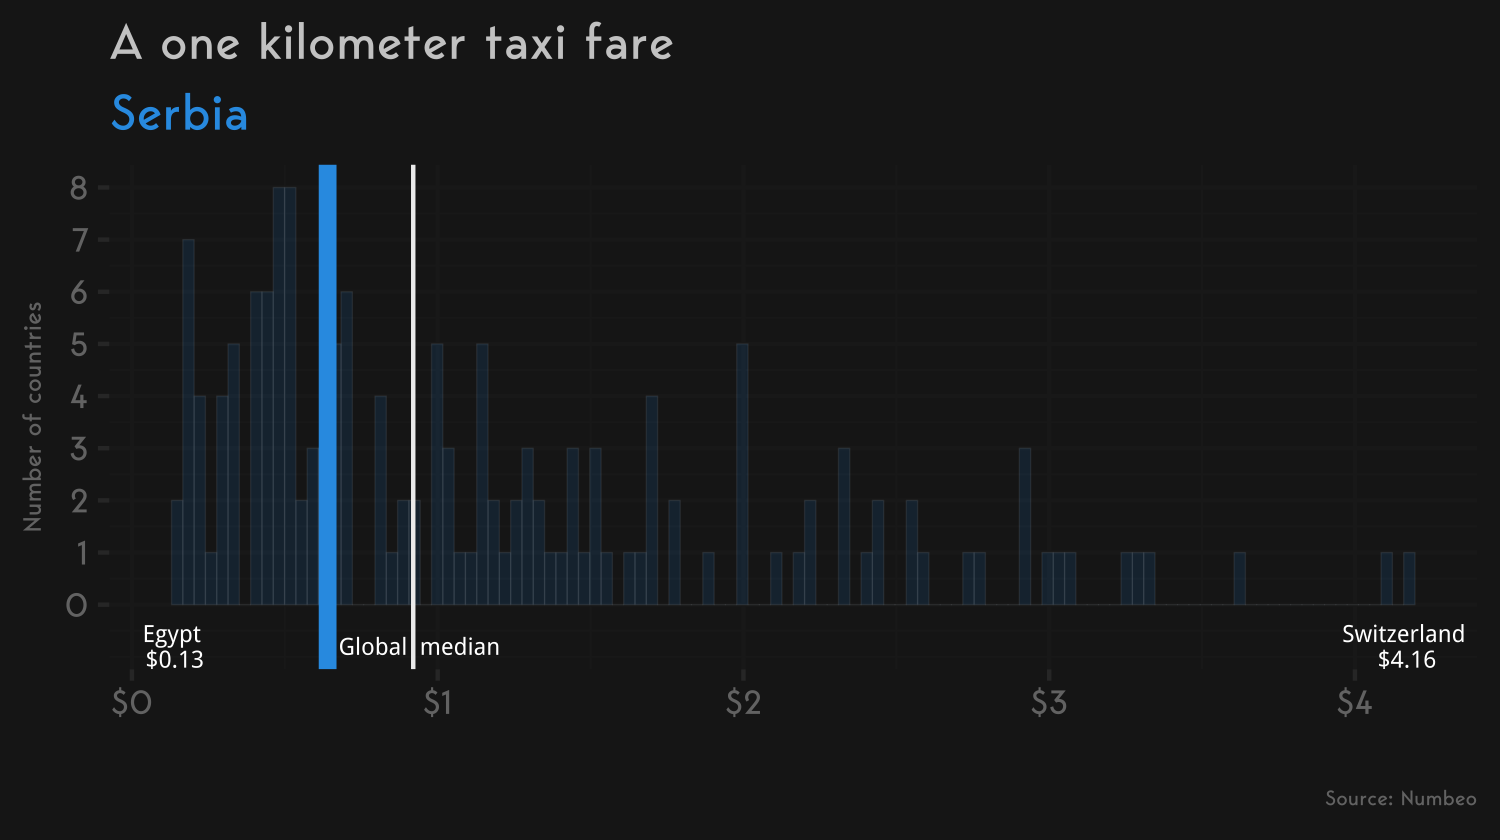 A one kilometer taxi fare
Serbia
Number of countries
8
7
6
5
4
3
2
1
0
Egypt
$0.13
Global median
Switzerland
$4.16
$0 $1 $2 $3 $4
Source: Numbeo